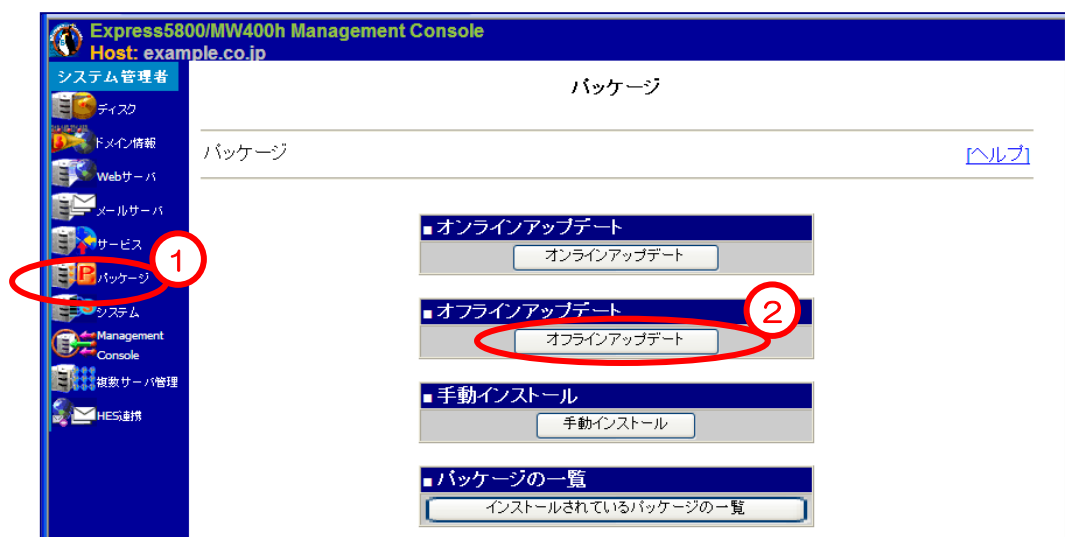 Express5800/MW400h Management Console
Host: example.co.jp
システム管理者
ディスク
ドメイン情報
Webサーバ
メールサーバ
サービス
パッケージ
システム
Management
Console
複数サーバ管理
HES連携
1
パッケージ
パッケージ
[ヘルプ]
■オンラインアップデート
オンラインアップデート
■オフラインアップデート
2
オフラインアップデート
■手動インストール
手動インストール
■パッケージの一覧
インストールされているパッケージの一覧